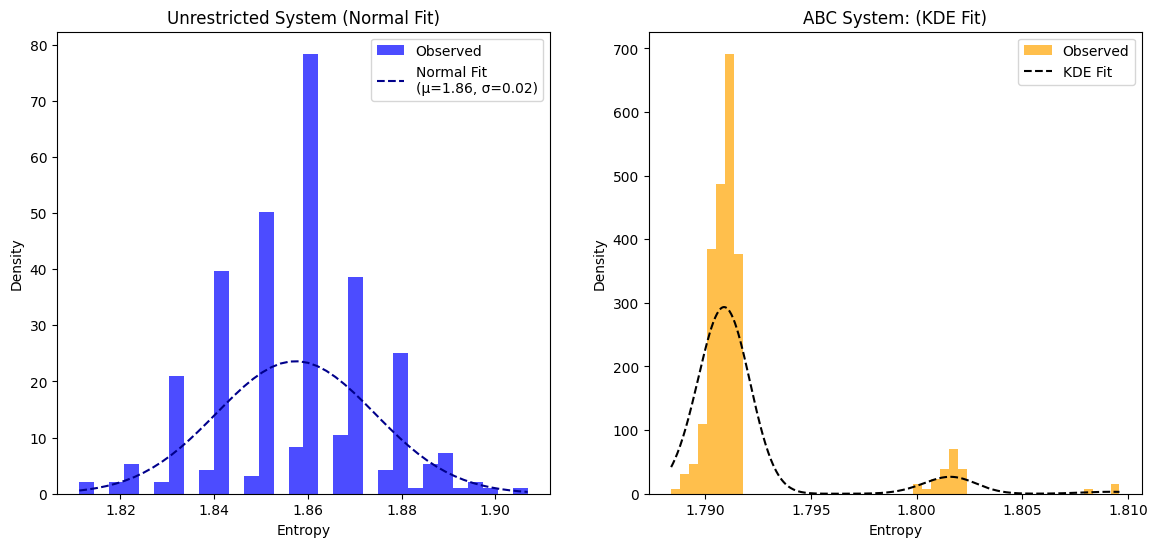 Unrestricted System (Normal Fit)
Observed
Normal Fit
(μ=1.86, σ=0.02)
Density
80
70
60
50
40
30
20
10
0
1.82
1.84
1.86
1.88
1.90
Entropy
ABC System: (KDE Fit)
Observed
KDE Fit
Density
700
600
500
400
300
200
100
0
1.790
1.795
1.800
1.805
1.810
Entropy